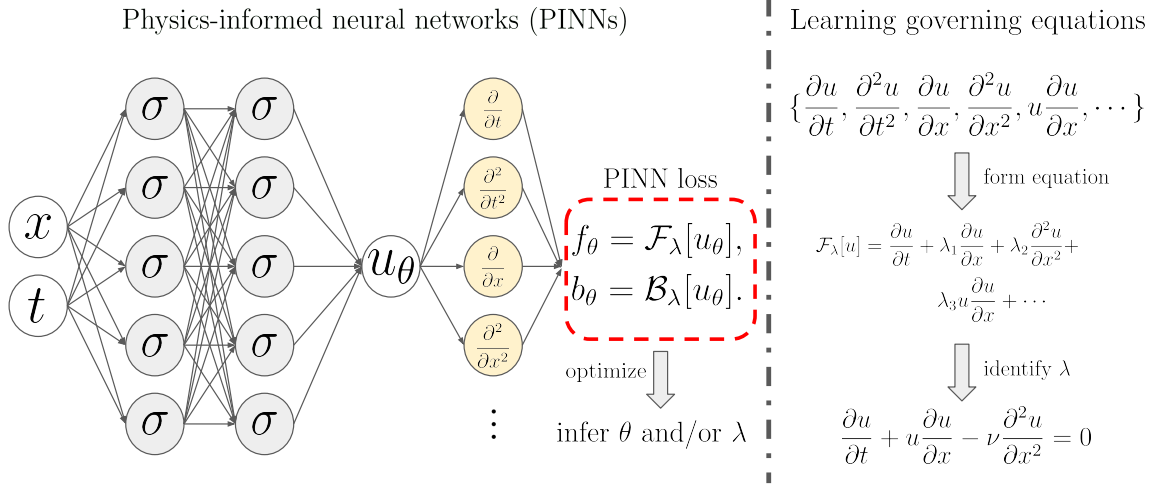 Physics-informed neural networks (PINNs)
x
t
σ
σ
σ
σ
σ
σ
σ
σ
σ
σ
u_θ
∂/∂t
∂²/∂t²
∂/∂x
∂²/∂x²
⋮
PINN loss
f_θ = ℱ_λ[u_θ],
b_θ = ℬ_λ[u_θ].
optimize
infer θ and/or λ
Learning governing equations
{∂u/∂t, ∂²u/∂t², ∂u/∂x, ∂²u/∂x², u ∂u/∂x, ⋯}
form equation
ℱ_λ[u] = ∂u/∂t + λ₁ ∂u/∂x + λ₂ ∂²u/∂x² +
λ₃u ∂u/∂x + ⋯
identify λ
∂u/∂t + u ∂u/∂x − ν ∂²u/∂x² = 0